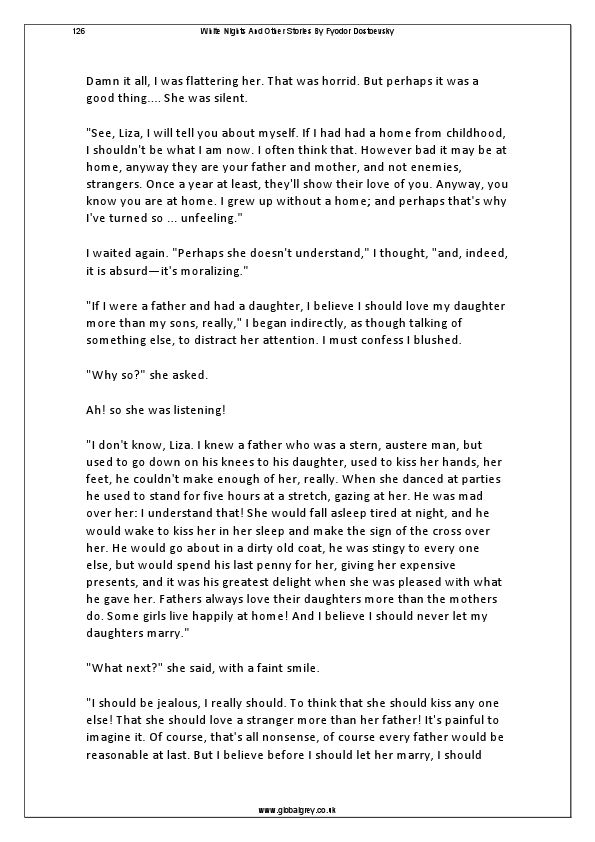 126
White Nights And Other Stories By Fyodor Dostoevsky
Damn it all, I was flattering her. That was horrid. But perhaps it was a
good thing.... She was silent.
"See, Liza, I will tell you about myself. If I had had a home from childhood,
I shouldn't be what I am now. I often think that. However bad it may be at
home, anyway they are your father and mother, and not enemies,
strangers. Once a year at least, they'll show their love of you. Anyway, you
know you are at home. I grew up without a home; and perhaps that's why
I've turned so ... unfeeling."
I waited again. "Perhaps she doesn't understand," I thought, "and, indeed,
it is absurd—it's moralizing."
"If I were a father and had a daughter, I believe I should love my daughter
more than my sons, really," I began indirectly, as though talking of
something else, to distract her attention. I must confess I blushed.
"Why so?" she asked.
Ah! so she was listening!
"I don't know, Liza. I knew a father who was a stern, austere man, but
used to go down on his knees to his daughter, used to kiss her hands, her
feet, he couldn't make enough of her, really. When she danced at parties
he used to stand for five hours at a stretch, gazing at her. He was mad
over her: I understand that! She would fall asleep tired at night, and he
would wake to kiss her in her sleep and make the sign of the cross over
her. He would go about in a dirty old coat, he was stingy to every one
else, but would spend his last penny for her, giving her expensive
presents, and it was his greatest delight when she was pleased with what
he gave her. Fathers always love their daughters more than the mothers
do. Some girls live happily at home! And I believe I should never let my
daughters marry."
"What next?" she said, with a faint smile.
"I should be jealous, I really should. To think that she should kiss any one
else! That she should love a stranger more than her father! It's painful to
imagine it. Of course, that's all nonsense, of course every father would be
reasonable at last. But I believe before I should let her marry, I should
www.globalgrey.co.uk